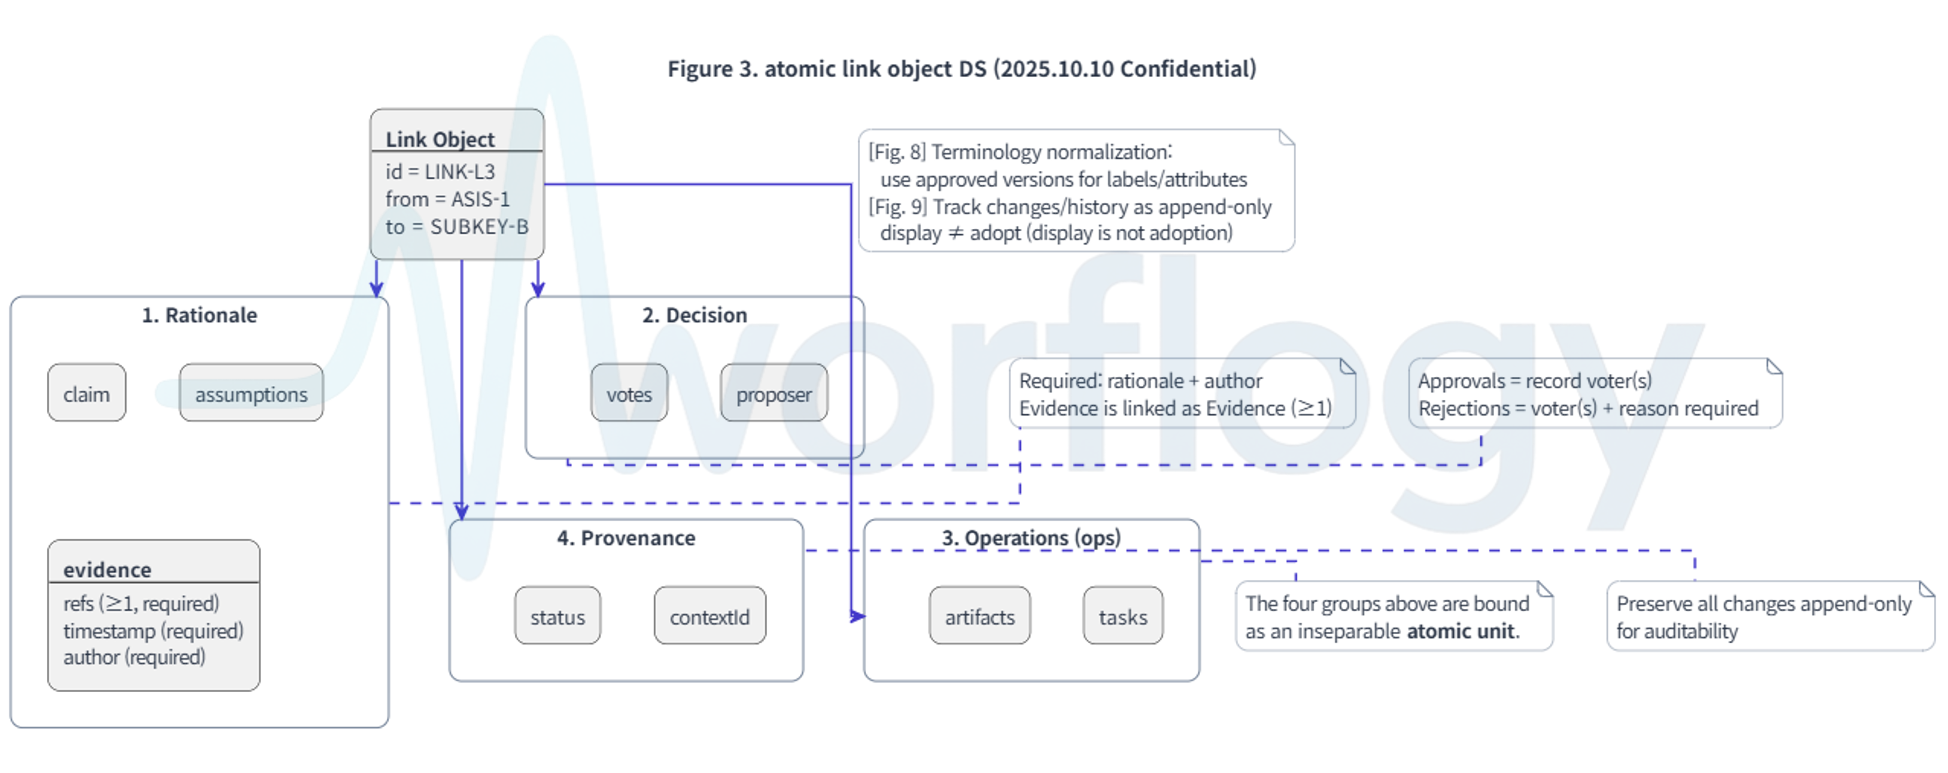 Figure 3. atomic link object DS (2025.10.10 Confidential)
Link Object
id = LINK-L3
from = ASIS-1
to = SUBKEY-B
[Fig. 8] Terminology normalization:
use approved versions for labels/attributes
[Fig. 9] Track changes/history as append-only
display ≠ adopt (display is not adoption)
1. Rationale
claim
assumptions
evidence
refs (≥1, required)
timestamp (required)
author (required)
2. Decision
votes
proposer
Required: rationale + author
Evidence is linked as Evidence (≥1)
Approvals = record voter(s)
Rejections = voter(s) + reason required
4. Provenance
status
contextId
3. Operations (ops)
artifacts
tasks
The four groups above are bound
as an inseparable atomic unit.
Preserve all changes append-only
for auditability
worflogy